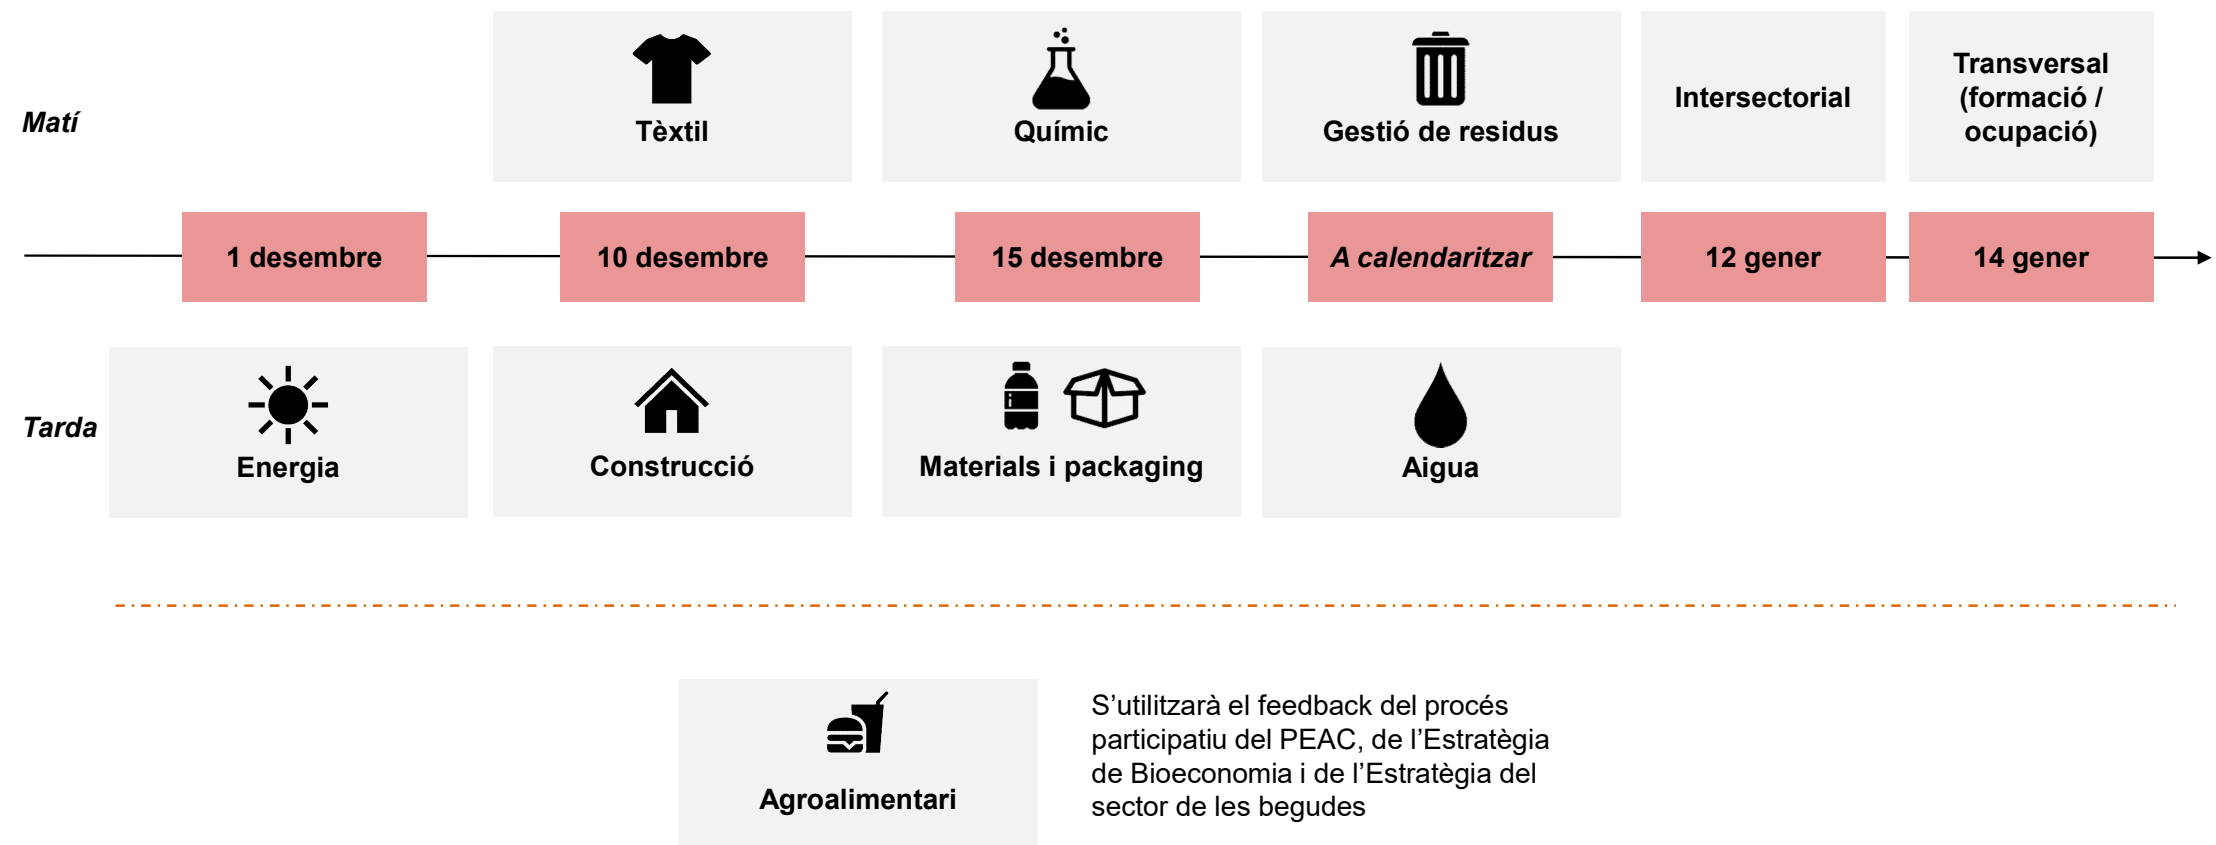 Matí
Tèxtil
Químic
Gestió de residus
Intersectorial
Transversal
(formació /
ocupació)
1 desembre
10 desembre
15 desembre
A calendaritzar
12 gener
14 gener
Tarda
Energia
Construcció
Materials i packaging
Aigua
Agroalimentari
S’utilitzarà el feedback del procés
participatiu del PEAC, de l’Estratègia
de Bioeconomia i de l’Estratègia del
sector de les begudes